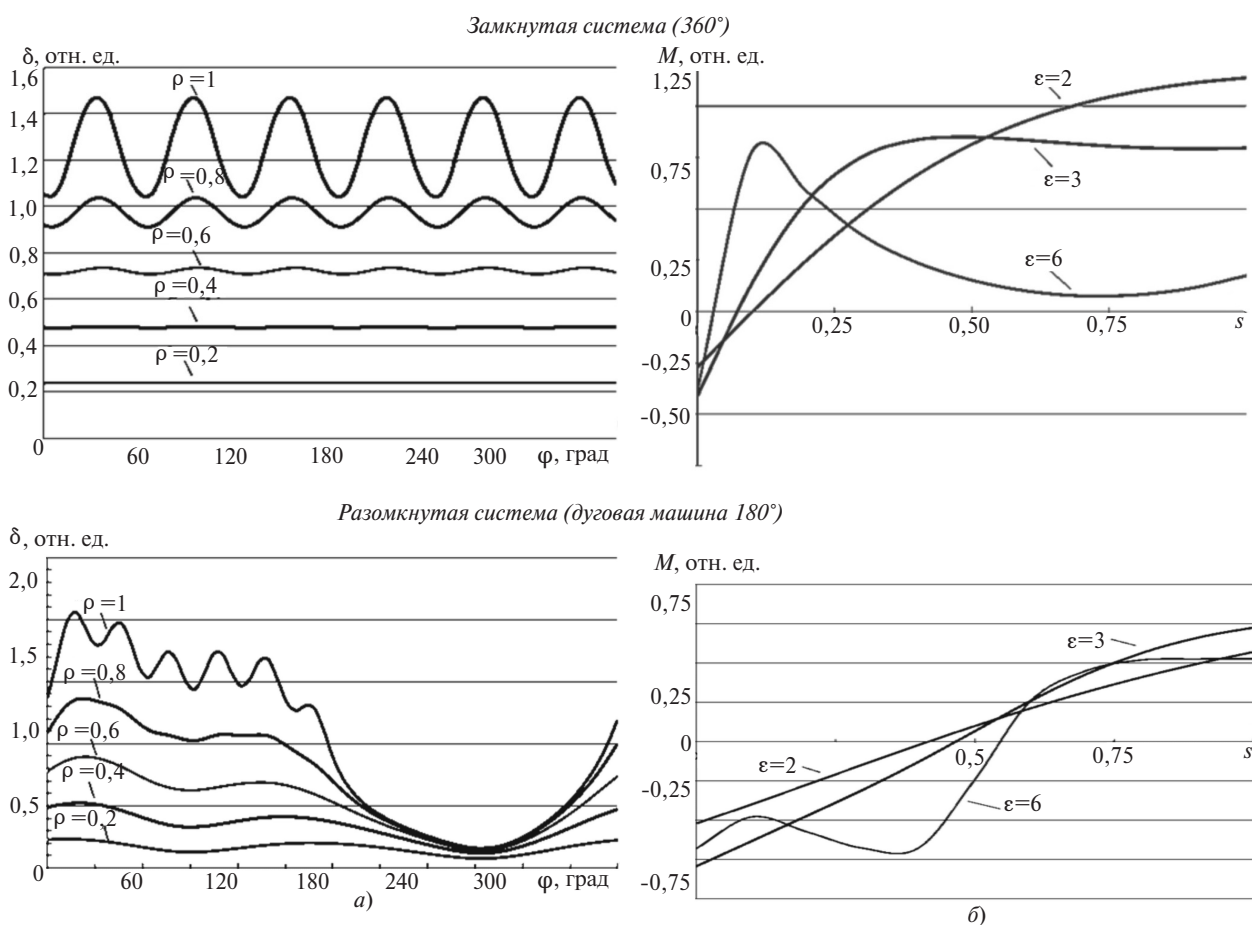 Замкнутая система (360°)
δ, отн. ед.
1,6
1,4
1,2
1,0
0,8
0,6
0,4
0,2
0
ρ =1
ρ =0,8
ρ =0,6
ρ =0,4
ρ =0,2
60
120
180
240
300
φ, град
M, отн. ед.
1,25
0,75
0,25
0
-0,25
-0,50
ε=2
ε=3
ε=6
0,25
0,50
0,75
s
Разомкнутая система (дуговая машина 180°)
δ, отн. ед.
2,0
1,5
1,0
0,5
0
ρ =1
ρ =0,8
ρ =0,6
ρ =0,4
ρ =0,2
60
120
180
240
300
φ, град
а)
M, отн. ед.
0,75
0,25
0
-0,25
-0,75
ε=3
ε=2
ε=6
0,5
0,75
s
б)